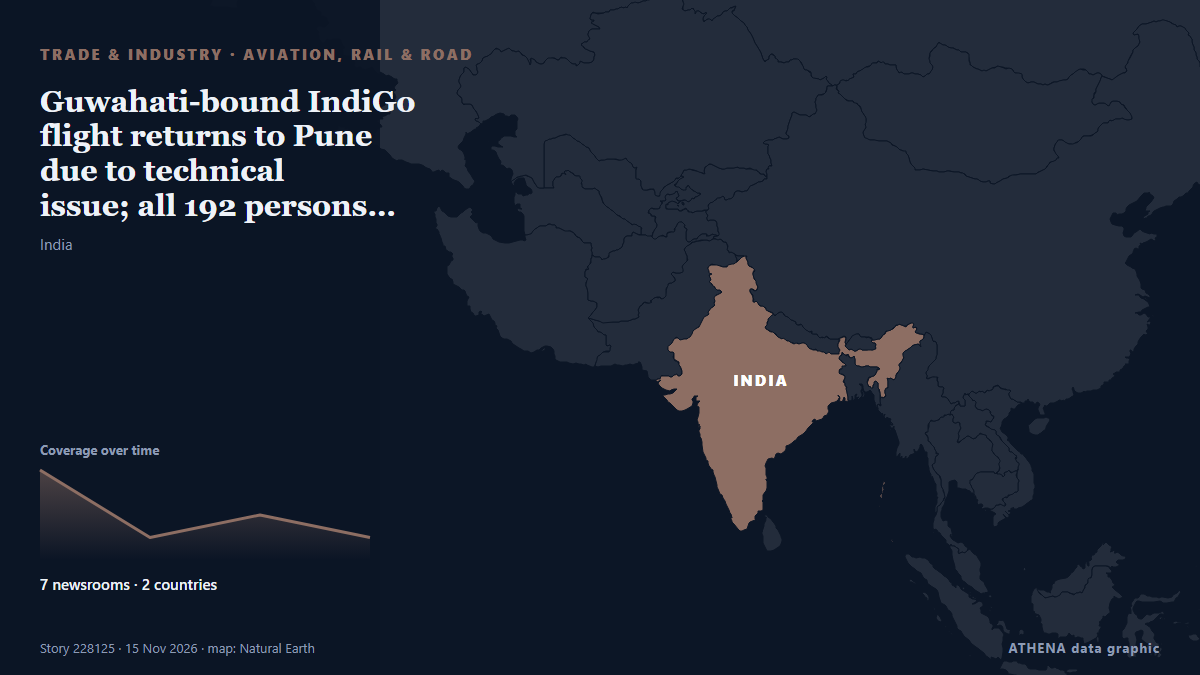 TRADE & INDUSTRY · AVIATION, RAIL & ROAD
Guwahati-bound IndiGo
flight returns to Pune
due to technical
issue; all 192 persons...
India
INDIA
Coverage over time
7 newsrooms · 2 countries
Story 228125 · 15 Nov 2026 · map: Natural Earth
ATHENA data graphic